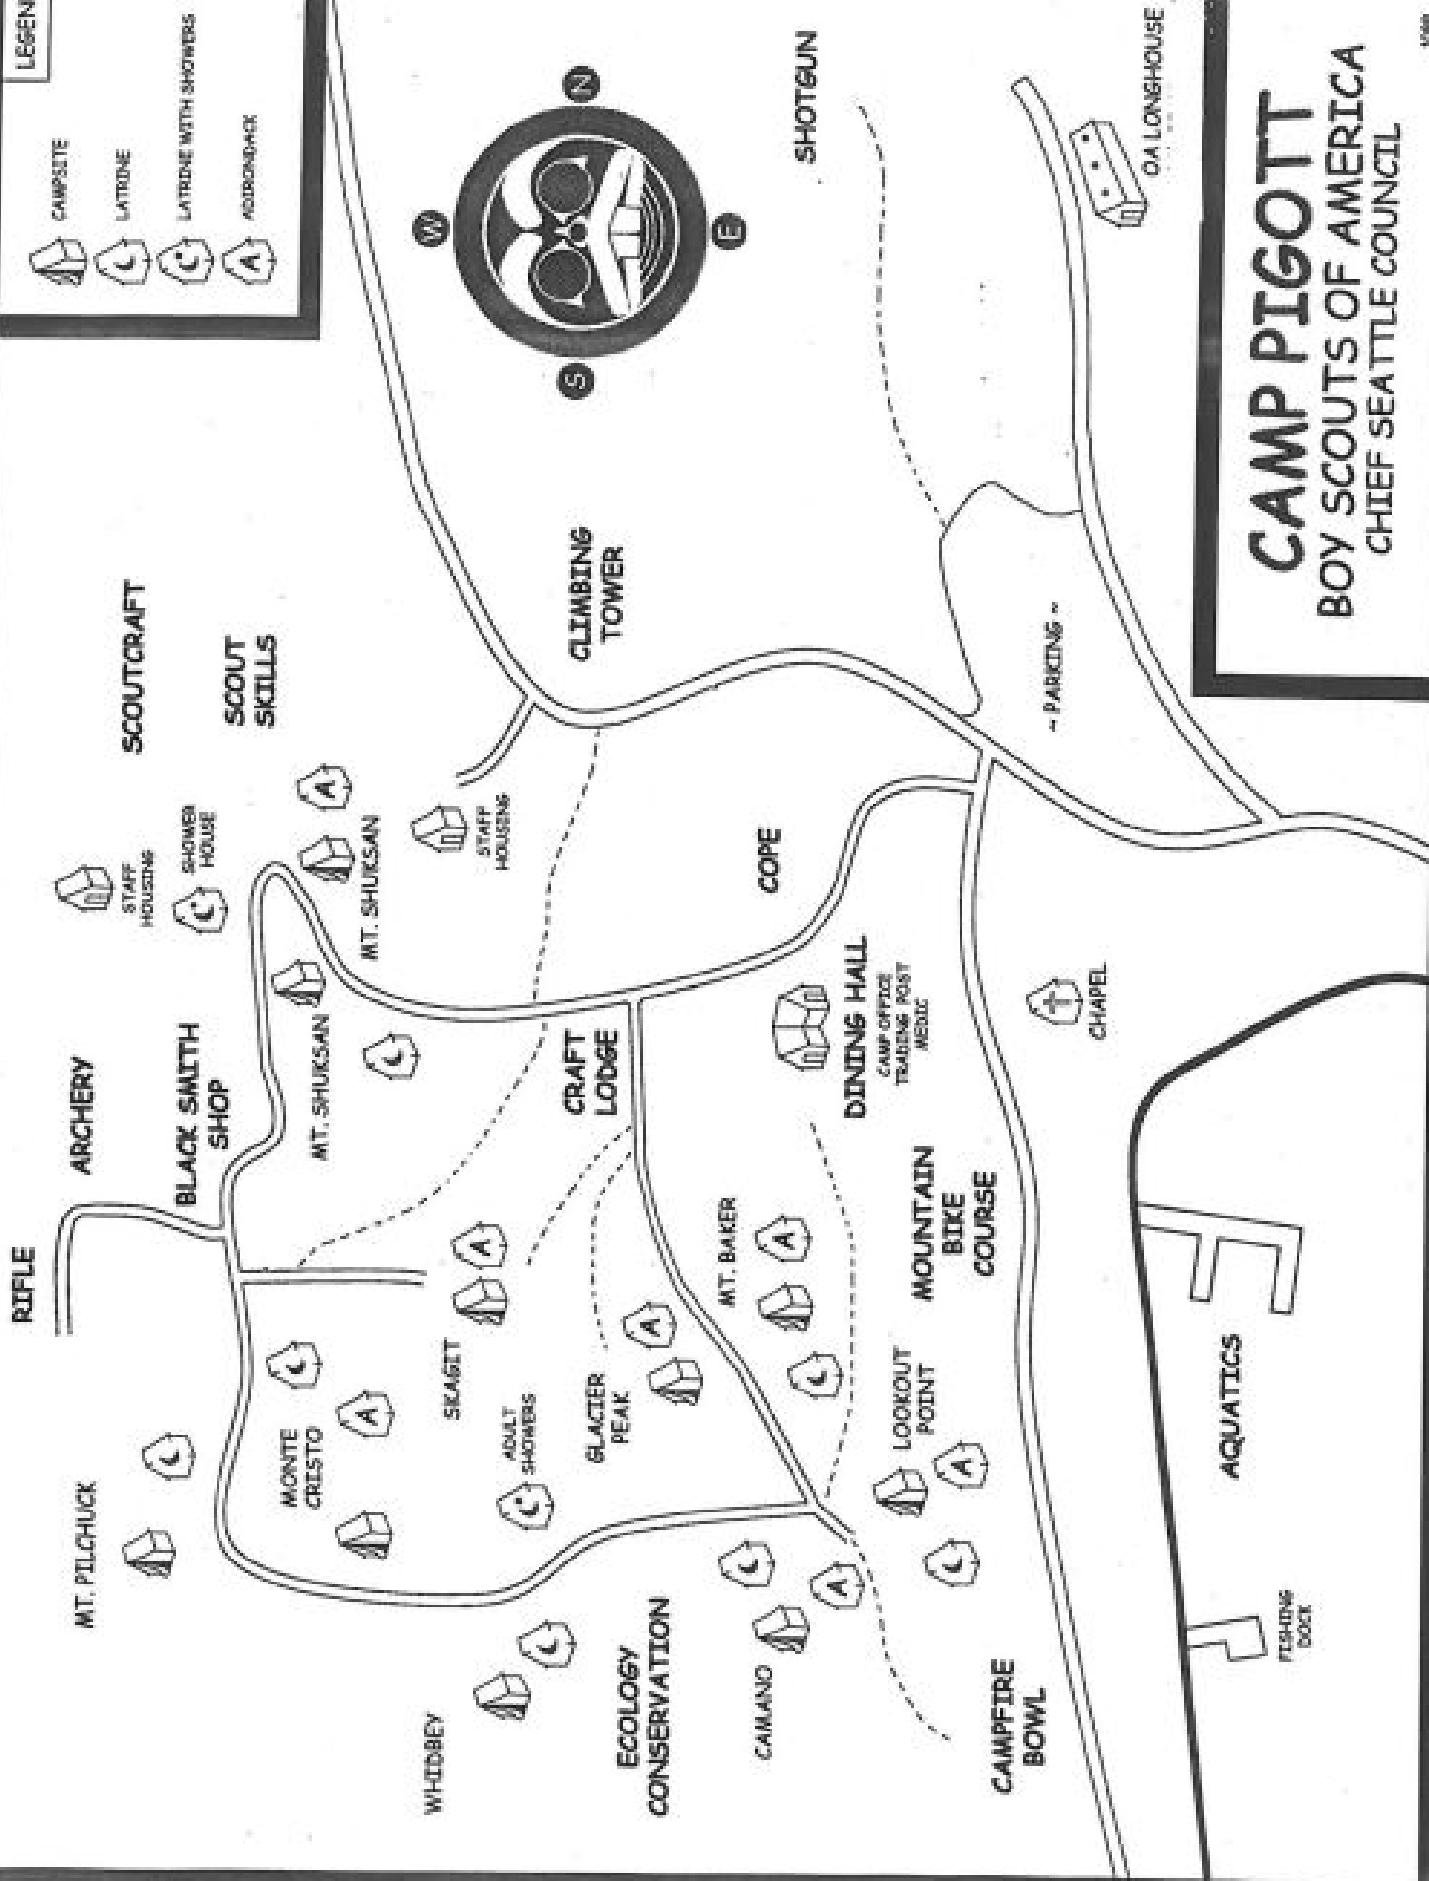 LEGEN
CAMPSITE
LATRINE
LATRINE WITH SHOWERS
ADIRONDACK
L
L
A
N
W
E
S
SHOTGUN
OA LONGHOUSE
CAMP PIGOTT
BOY SCOUTS OF AMERICA
CHIEF SEATTLE COUNCIL
SCOUTCRAFT
SCOUT
SKILLS
CLIMBING
TOWER
~ PARKING ~
STAFF
HOUSING
SHOWER
HOUSE
L
A
MT. SHUKSAN
STAFF
HOUSING
COPE
RIFLE
ARCHERY
BLACK SMITH
SHOP
MT. SHUKSAN
L
CRAFT
LODGE
DINING HALL
CAMP OFFICE
TRADING POST
MEDIC
CHAPEL
MT. PILCHUCK
L
MONTE
CRISTO
L
A
SKAGIT
A
ADULT
SHOWERS
L
GLACIER
PEAK
A
MT. BAKER
A
L
MOUNTAIN
BIKE
COURSE
LOOKOUT
POINT
A
L
AQUATICS
WHIDBEY
L
ECOLOGY
CONSERVATION
CAMANO
L
A
CAMPFIRE
BOWL
FISHING
DOCK